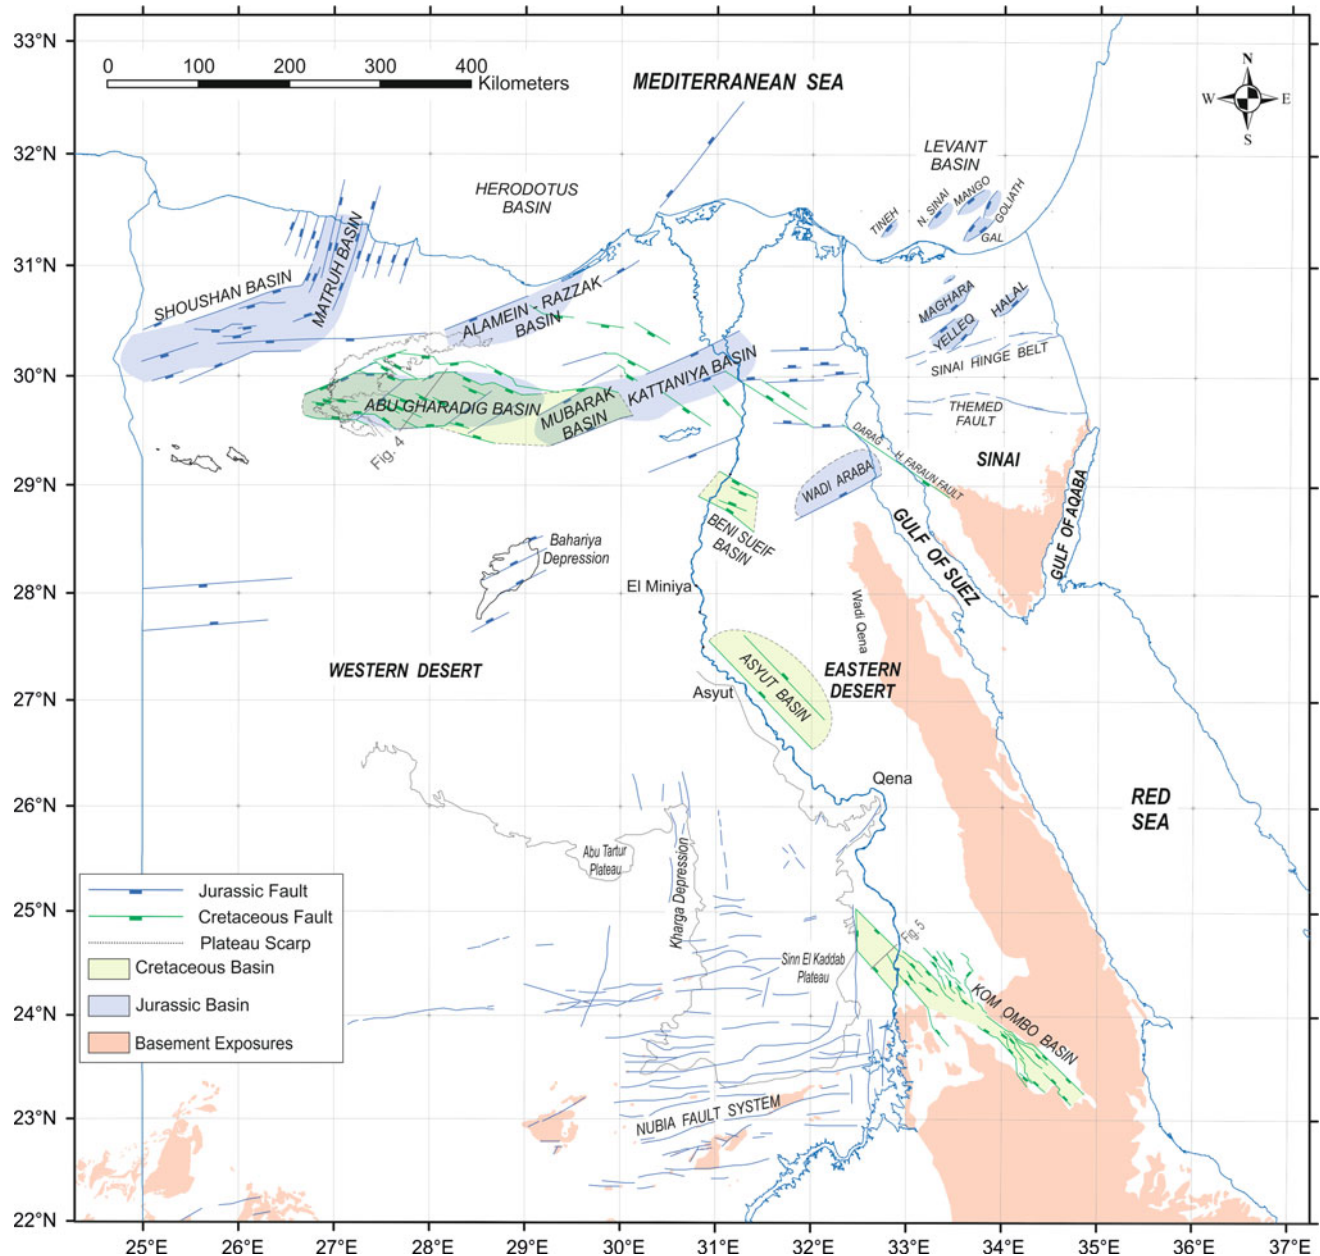 33°N
0 100 200 300 400
Kilometers
MEDITERRANEAN SEA
N
W E
S
32°N
HERODOTUS
BASIN
LEVANT
BASIN
TINEH
N. SINAI
MANGO
GOLIATH
GAL
31°N
SHOUSHAN BASIN
MATRUH BASIN
ALAMEIN - RAZZAK
BASIN
MAGHARA
HALAL
YELLEQ
SINAI HINGE BELT
30°N
ABU GHARADIG BASIN
MUBARAK
BASIN
KATTANIYA BASIN
THEMED
FAULT
Fig. 4
DARAG
H. FARAUN FAULT
SINAI
29°N
WADI ARABA
BENI SUEIF
BASIN
GULF OF SUEZ
GULF OF AQABA
Bahariya
Depression
28°N
El Miniya
Wadi Qena
WESTERN DESERT
ASYUT BASIN
EASTERN
DESERT
27°N
Asyut
Qena
26°N
RED
SEA
Abu Tartur
Plateau
Kharga Depression
Jurassic Fault
25°N
Cretaceous Fault
Plateau Scarp
Cretaceous Basin
Jurassic Basin
Basement Exposures
Fig. 5
Sinn El Kaddab
Plateau
KOM OMBO BASIN
24°N
23°N
NUBIA FAULT SYSTEM
22°N
25°E 26°E 27°E 28°E 29°E 30°E 31°E 32°E 33°E 34°E 35°E 36°E 37°E